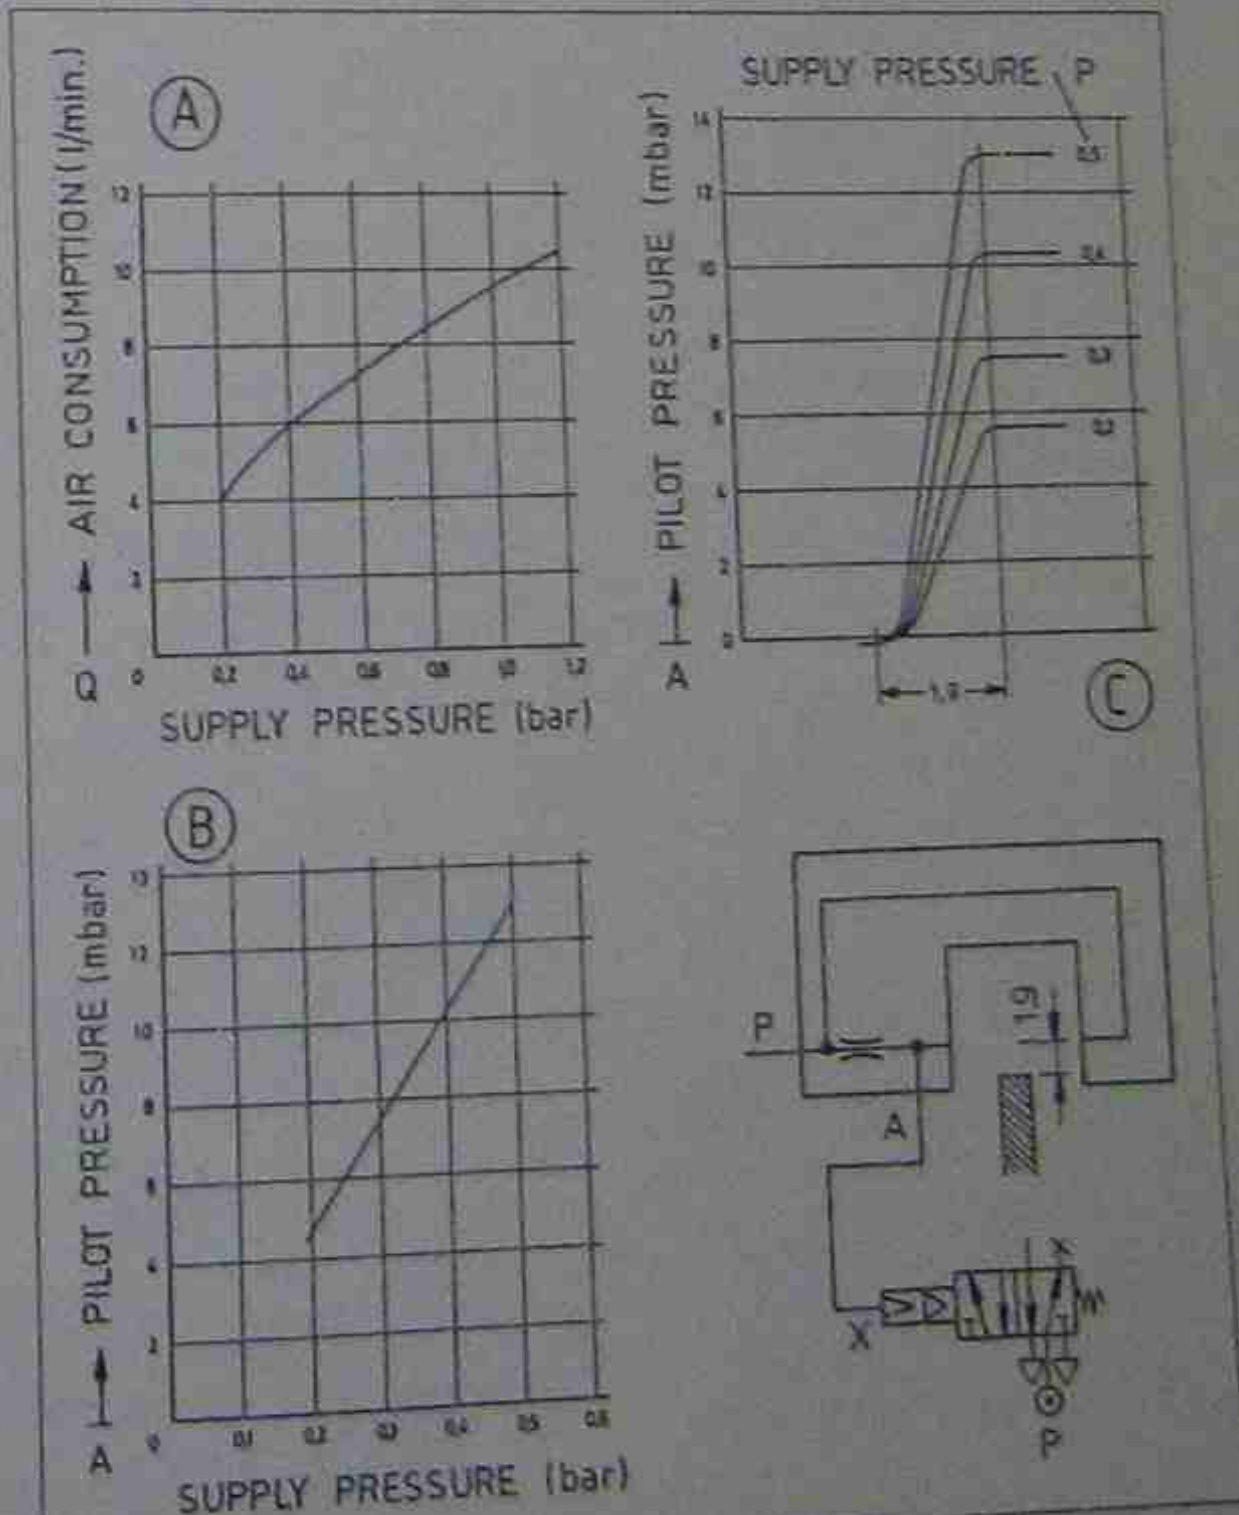 A
AIR CONSUMPTION (l/min.)
12
10
8
6
4
2
Q
0 0,2 0,4 0,6 0,8 1,0 1,2
SUPPLY PRESSURE (bar)
SUPPLY PRESSURE P
PILOT PRESSURE (mbar)
14
12
10
8
6
4
2
0
0,5
0,4
0,3
A
1,9
C
B
PILOT PRESSURE (mbar)
12
10
8
6
4
2
A
0 0,1 0,2 0,3 0,4 0,5 0,6
SUPPLY PRESSURE (bar)
P
1,9
A
X
P